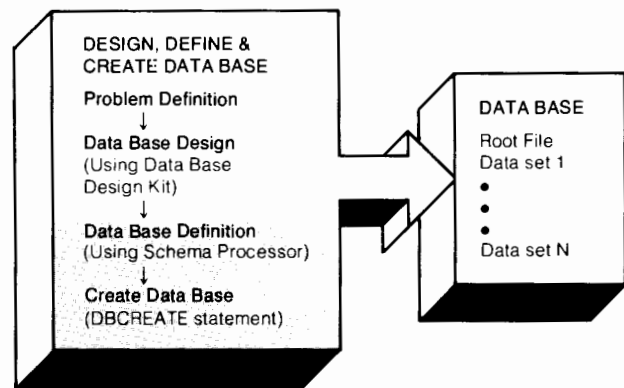 DESIGN, DEFINE &
CREATE DATA BASE
Problem Definition
↓
Data Base Design
(Using Data Base
Design Kit)
↓
Data Base Definition
(Using Schema Processor)
↓
Create Data Base
(DBCREATE statement)
DATA BASE
Root File
Data set 1
•
•
•
Data set N